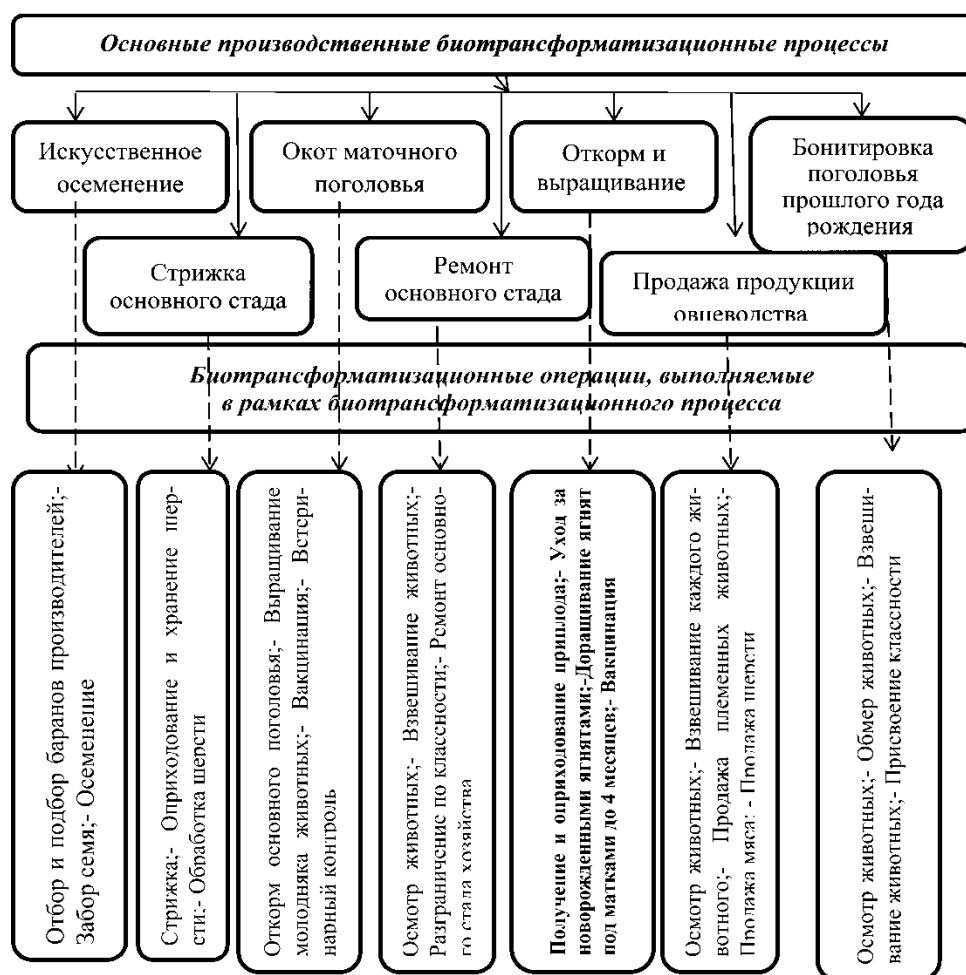 Основные производственные биотрансформатизационные процессы
Искусственное
осеменение
Окот маточного
поголовья
Откорм и
выращивание
Бонитировка
поголовья
прошлого года
рождения
Стрижка
основного стада
Ремонт
основного стада
Продажа продукции
овцеводства
Биотрансформатизационные операции, выполняемые
в рамках биотрансформатизационного процесса
Отбор и подбор баранов производителей;-
Забор семя;- Осеменение
Стрижка;- Оприходование и хранение шер-
сти;- Обработка шерсти
Откорм основного поголовья;- Выращивание
молодняка животных;- Вакцинация;- Ветери-
нарный контроль
Осмотр животных;- Взвешивание животных;-
Разграничение по классности;- Ремонт основно-
го стада хозяйства
Получение и оприходование приплода;- Уход за
новорожденными ягнятами;-Доращивание ягнят
под матками до 4 месяцев;- Вакцинация
Осмотр животных;- Взвешивание каждого жи-
вотного;- Продажа племенных животных;-
Продажа мяса; - Продажа шерсти
Осмотр животных;- Обмер животных;- Взвеши-
вание животных;- Присвоение классности